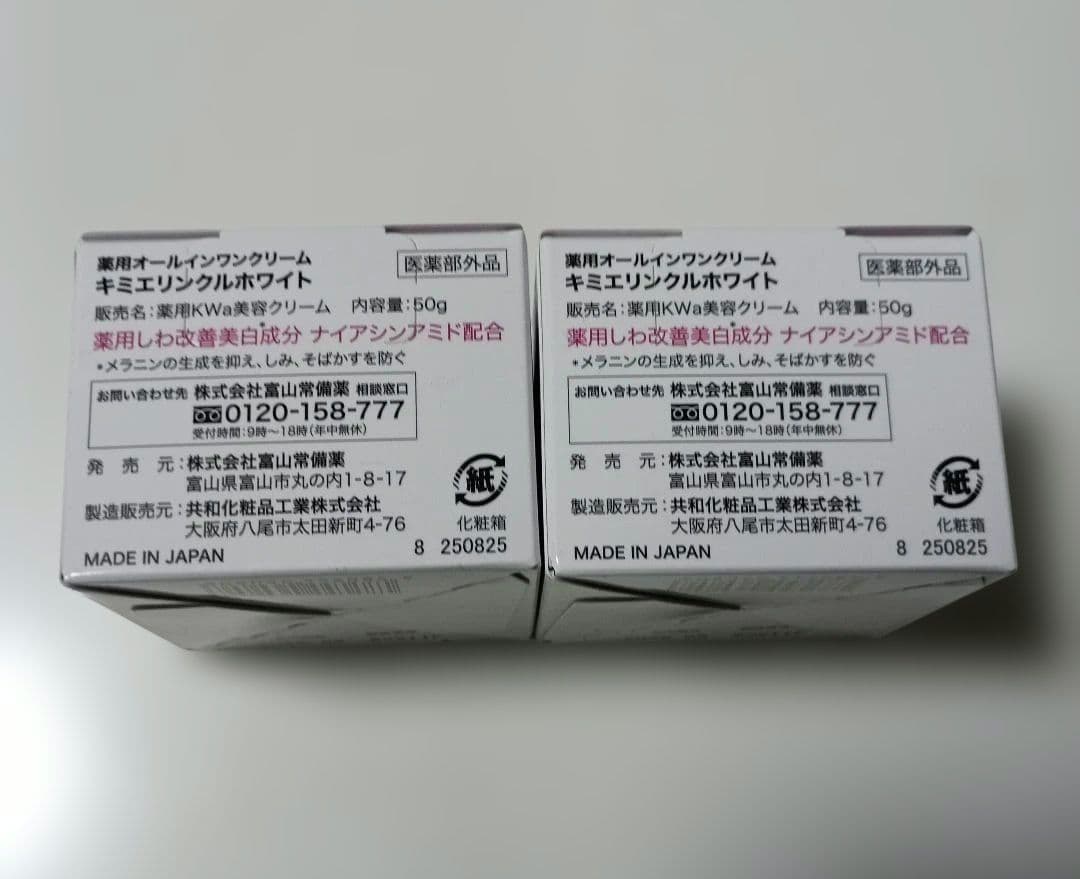 薬用オールインワンクリーム
キミエリンクルホワイト
医薬部外品
販売名:薬用KWa美容クリーム 内容量:50g
薬用しわ改善美白*成分 ナイアシンアミド配合
*メラニンの生成を抑え、しみ、そばかすを防ぐ
お問い合わせ先 株式会社富山常備薬 相談窓口
0120-158-777
受付時間:9時〜18時(年中無休)
発売元:株式会社富山常備薬
富山県富山市丸の内1-8-17
製造販売元:共和化粧品工業株式会社
大阪府八尾市太田新町4-76
紙
化粧箱
MADE IN JAPAN
8 250825
薬用オールインワンクリーム
キミエリンクルホワイト
医薬部外品
販売名:薬用KWa美容クリーム 内容量:50g
薬用しわ改善美白*成分 ナイアシンアミド配合
*メラニンの生成を抑え、しみ、そばかすを防ぐ
お問い合わせ先 株式会社富山常備薬 相談窓口
0120-158-777
受付時間:9時〜18時(年中無休)
発売元:株式会社富山常備薬
富山県富山市丸の内1-8-17
製造販売元:共和化粧品工業株式会社
大阪府八尾市太田新町4-76
紙
化粧箱
MADE IN JAPAN
8 250825